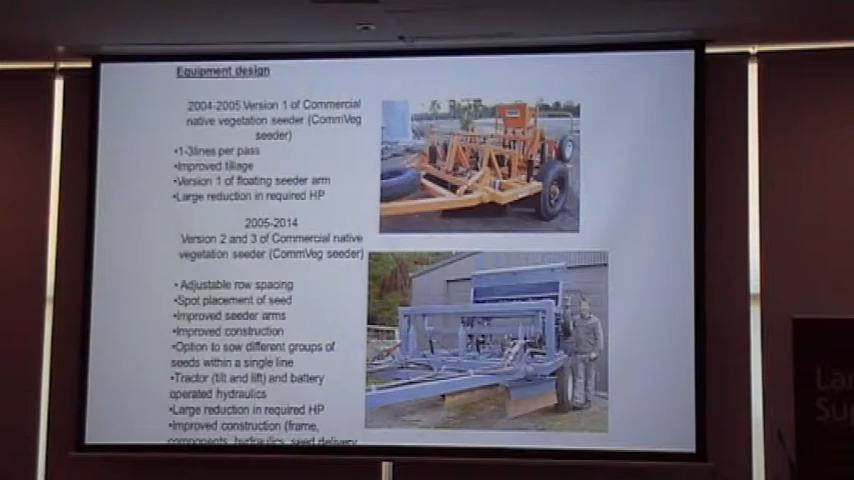 Equipment design
2004-2005 Version 1 of Commercial
native vegetation seeder (CommVeg
seeder)
•1-3lines per pass
•Improved tillage
•Version 1 of floating seeder arm
•Large reduction in required HP
2005-2014
Version 2 and 3 of Commercial native
vegetation seeder (CommVeg seeder)
• Adjustable row spacing
•Spot placement of seed
•Improved seeder arms
•Improved construction
•Option to sow different groups of
seeds within a single line
•Tractor (tilt and lift) and battery
operated hydraulics
•Large reduction in required HP
•Improved construction (frame,
components, hydraulics, seed delivery